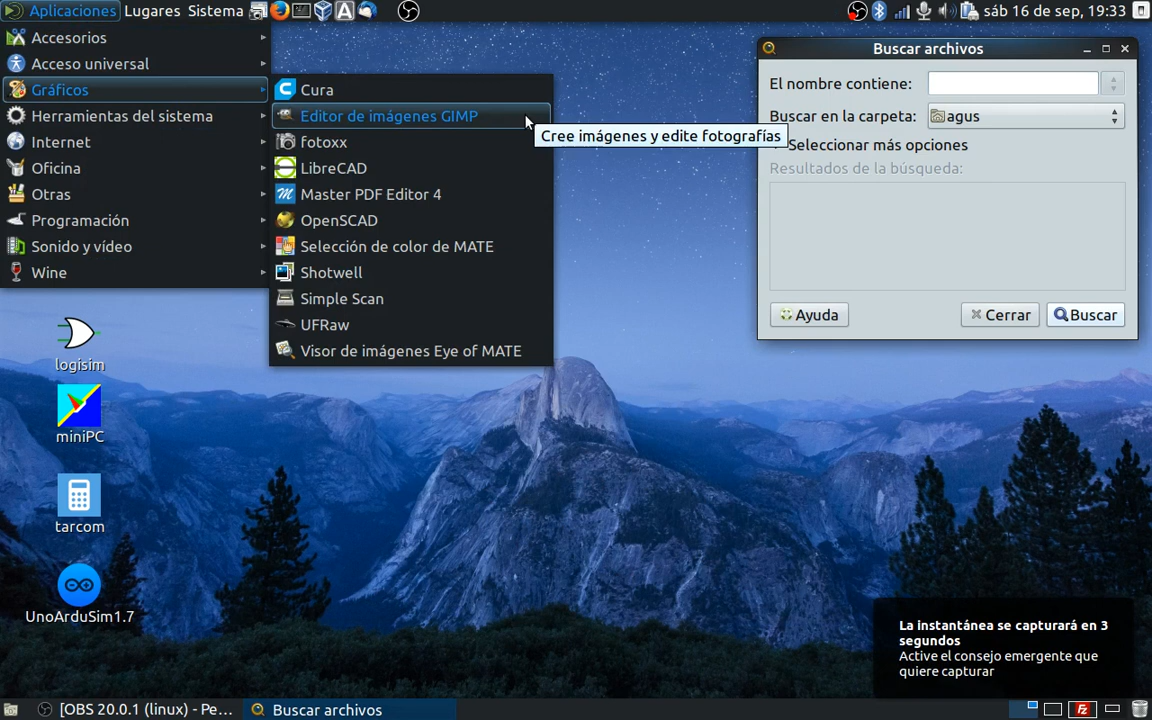 Aplicaciones Lugares Sistema
sáb 16 de sep, 19:33
Accesorios
Acceso universal
Gráficos
Herramientas del sistema
Internet
Oficina
Otras
Programación
Sonido y vídeo
Wine
Cura
Editor de imágenes GIMP
fotoxx
LibreCAD
Master PDF Editor 4
OpenSCAD
Selección de color de MATE
Shotwell
Simple Scan
UFRaw
Visor de imágenes Eye of MATE
Cree imágenes y edite fotografías
Buscar archivos
El nombre contiene:
Buscar en la carpeta: agus
Seleccionar más opciones
Resultados de la búsqueda:
Ayuda
Cerrar
Buscar
logisim
miniPC
tarcom
UnoArduSim1.7
La instantánea se capturará en 3
segundos
Active el consejo emergente que
quiere capturar
[OBS 20.0.1 (linux) - Pe...
Buscar archivos